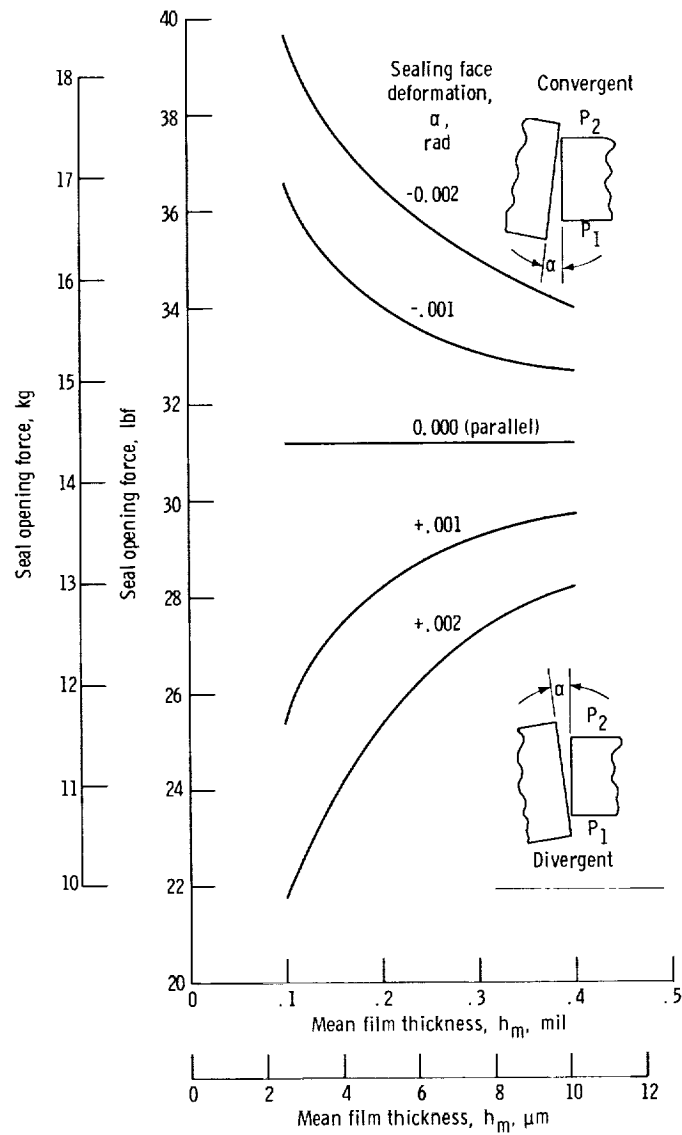 40
38
36
34
32
30
28
26
24
22
20
Seal opening force, lbf
18
17
16
15
14
13
12
11
10
Seal opening force, kg
Sealing face
deformation,
α,
rad
-0.002
-.001
0.000 (parallel)
+.001
+.002
Convergent
P2
P1
α
α
P2
P1
Divergent
0 .1 .2 .3 .4 .5
Mean film thickness, hm, mil
0 2 4 6 8 10 12
Mean film thickness, hm, μm